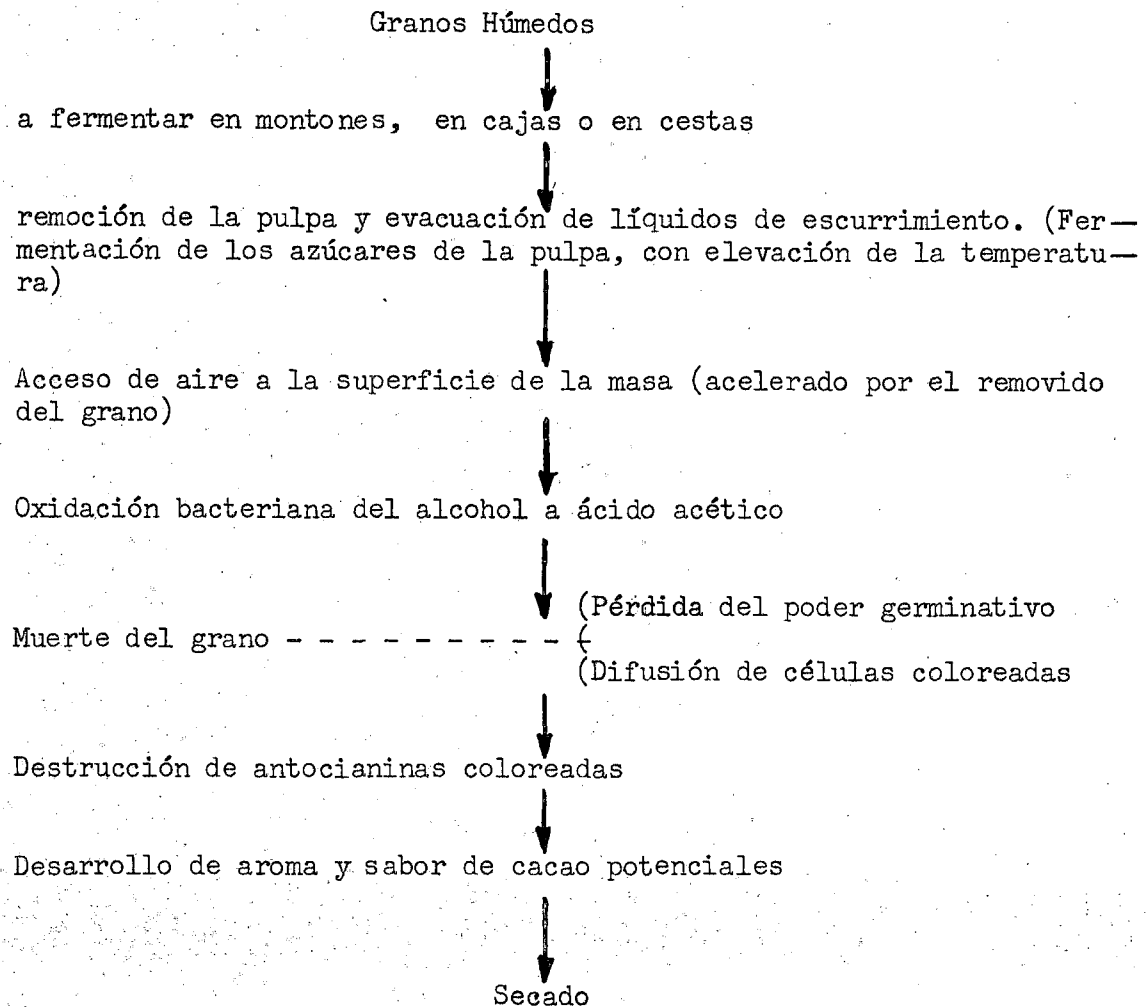 Granos Húmedos
a fermentar en montones, en cajas o en cestas
remoción de la pulpa y evacuación de líquidos de escurrimiento. (Fer—
mentación de los azúcares de la pulpa, con elevación de la temperatu—
ra)
Acceso de aire a la superficie de la masa (acelerado por el removido
del grano)
Oxidación bacteriana del alcohol a ácido acético
(Pérdida del poder germinativo
Muerte del grano - - - - - - - - - - (
(Difusión de células coloreadas
Destrucción de antocianinas coloreadas
Desarrollo de aroma y sabor de cacao potenciales
Secado